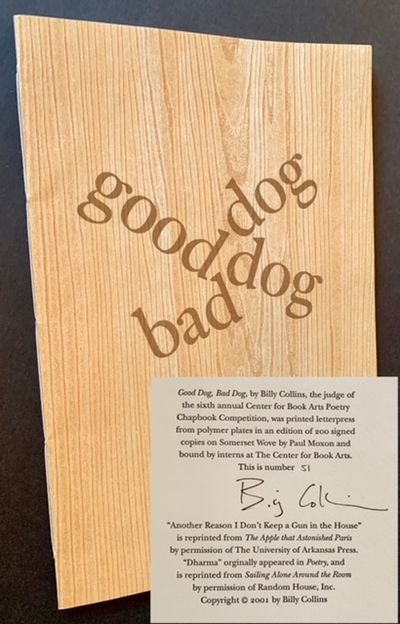 good dog
bad dog
Good Dog, Bad Dog, by Billy Collins, the judge of
the sixth annual Center for Book Arts Poetry
Chapbook Competition, was printed letterpress
from polymer plates in an edition of 200 signed
copies on Somerset Wove by Paul Moxon and
bound by interns at The Center for Book Arts.
This is number 51
Billy Collins
"Another Reason I Don't Keep a Gun in the House"
is reprinted from The Apple that Astonished Paris
by permission of The University of Arkansas Press.
"Dharma" orginally appeared in Poetry, and
is reprinted from Sailing Alone Around the Room
by permission of Random House, Inc.
Copyright © 2001 by Billy Collins